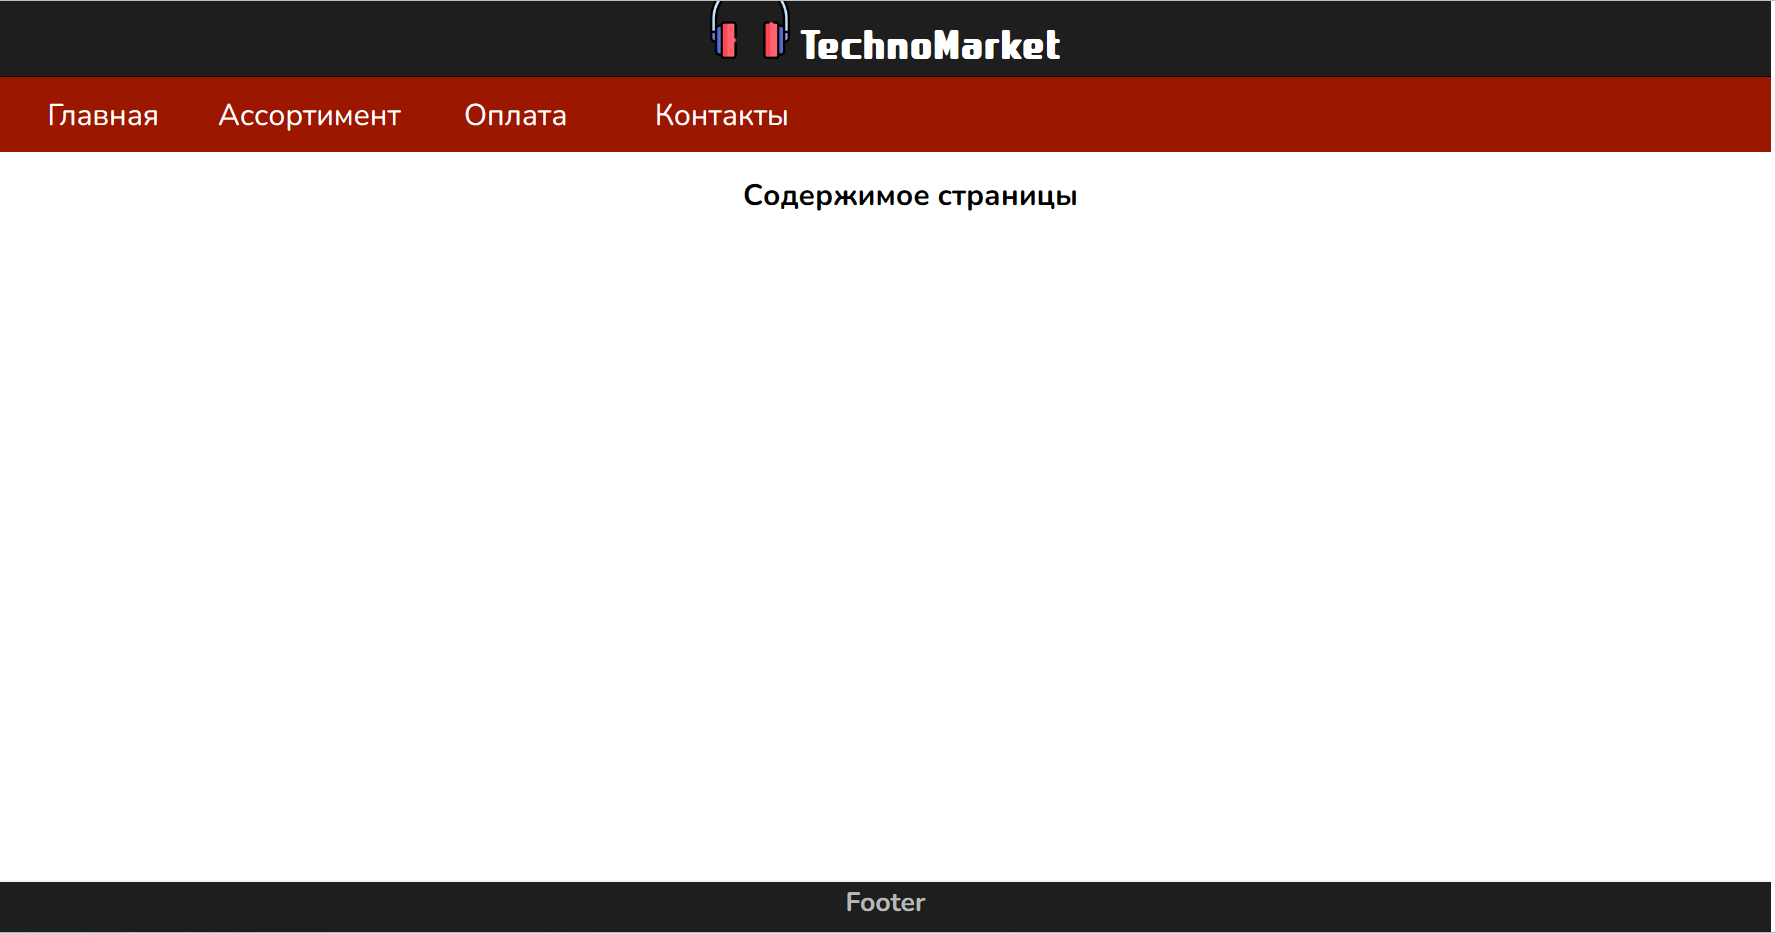 TechnoMarket
Главная Ассортимент Оплата Контакты
Содержимое страницы
Footer